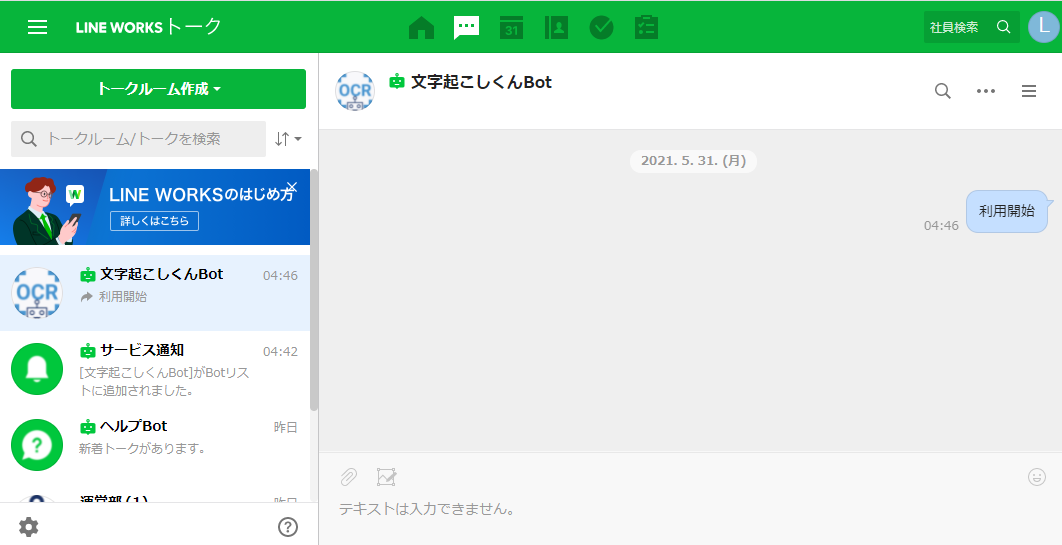 LINE WORKS トーク
31
社員検索
L
トークルーム作成
トークルーム/トークを検索
LINE WORKSのはじめ方
詳しくはこちら
W
文字起こしくんBot
04:46
利用開始
OCR
サービス通知
04:42
[文字起こしくんBot]がBotリス
トに追加されました。
ヘルプBot
昨日
新着トークがあります。
運営部 (1)
昨日
OCR
文字起こしくんBot
2021. 5. 31. (月)
利用開始
04:46
テキストは入力できません。